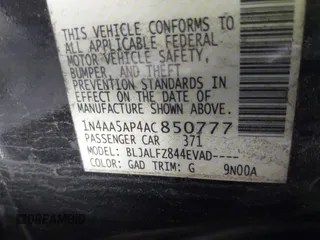 THIS VEHICLE CONFORMS TO
ALL APPLICABLE FEDERAL
MOTOR VEHICLE SAFETY,
BUMPER, AND THEFT
PREVENTION STANDARDS IN
EFFECT ON THE DATE OF
MANUFACTURE SHOWN ABOVE.
1N4AA5AP4AC850777
PASSENGER CAR 371
MODEL: BLJALFZ844EVAD----
COLOR: GAD TRIM: G 9N00A